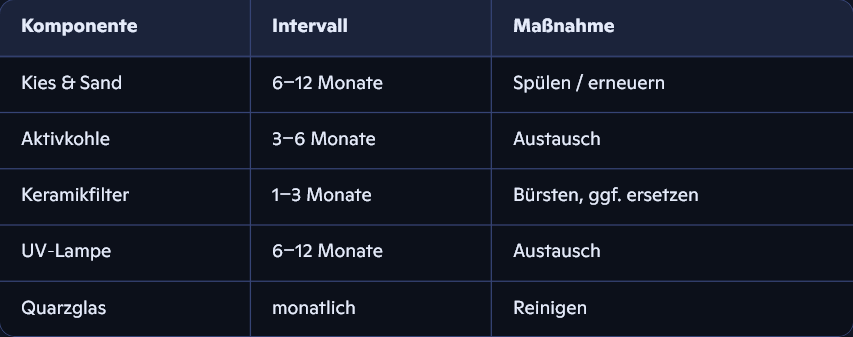 Komponente Intervall Maßnahme
Kies & Sand 6–12 Monate Spülen / erneuern
Aktivkohle 3–6 Monate Austausch
Keramikfilter 1–3 Monate Bürsten, ggf. ersetzen
UV-Lampe 6–12 Monate Austausch
Quarzglas monatlich Reinigen